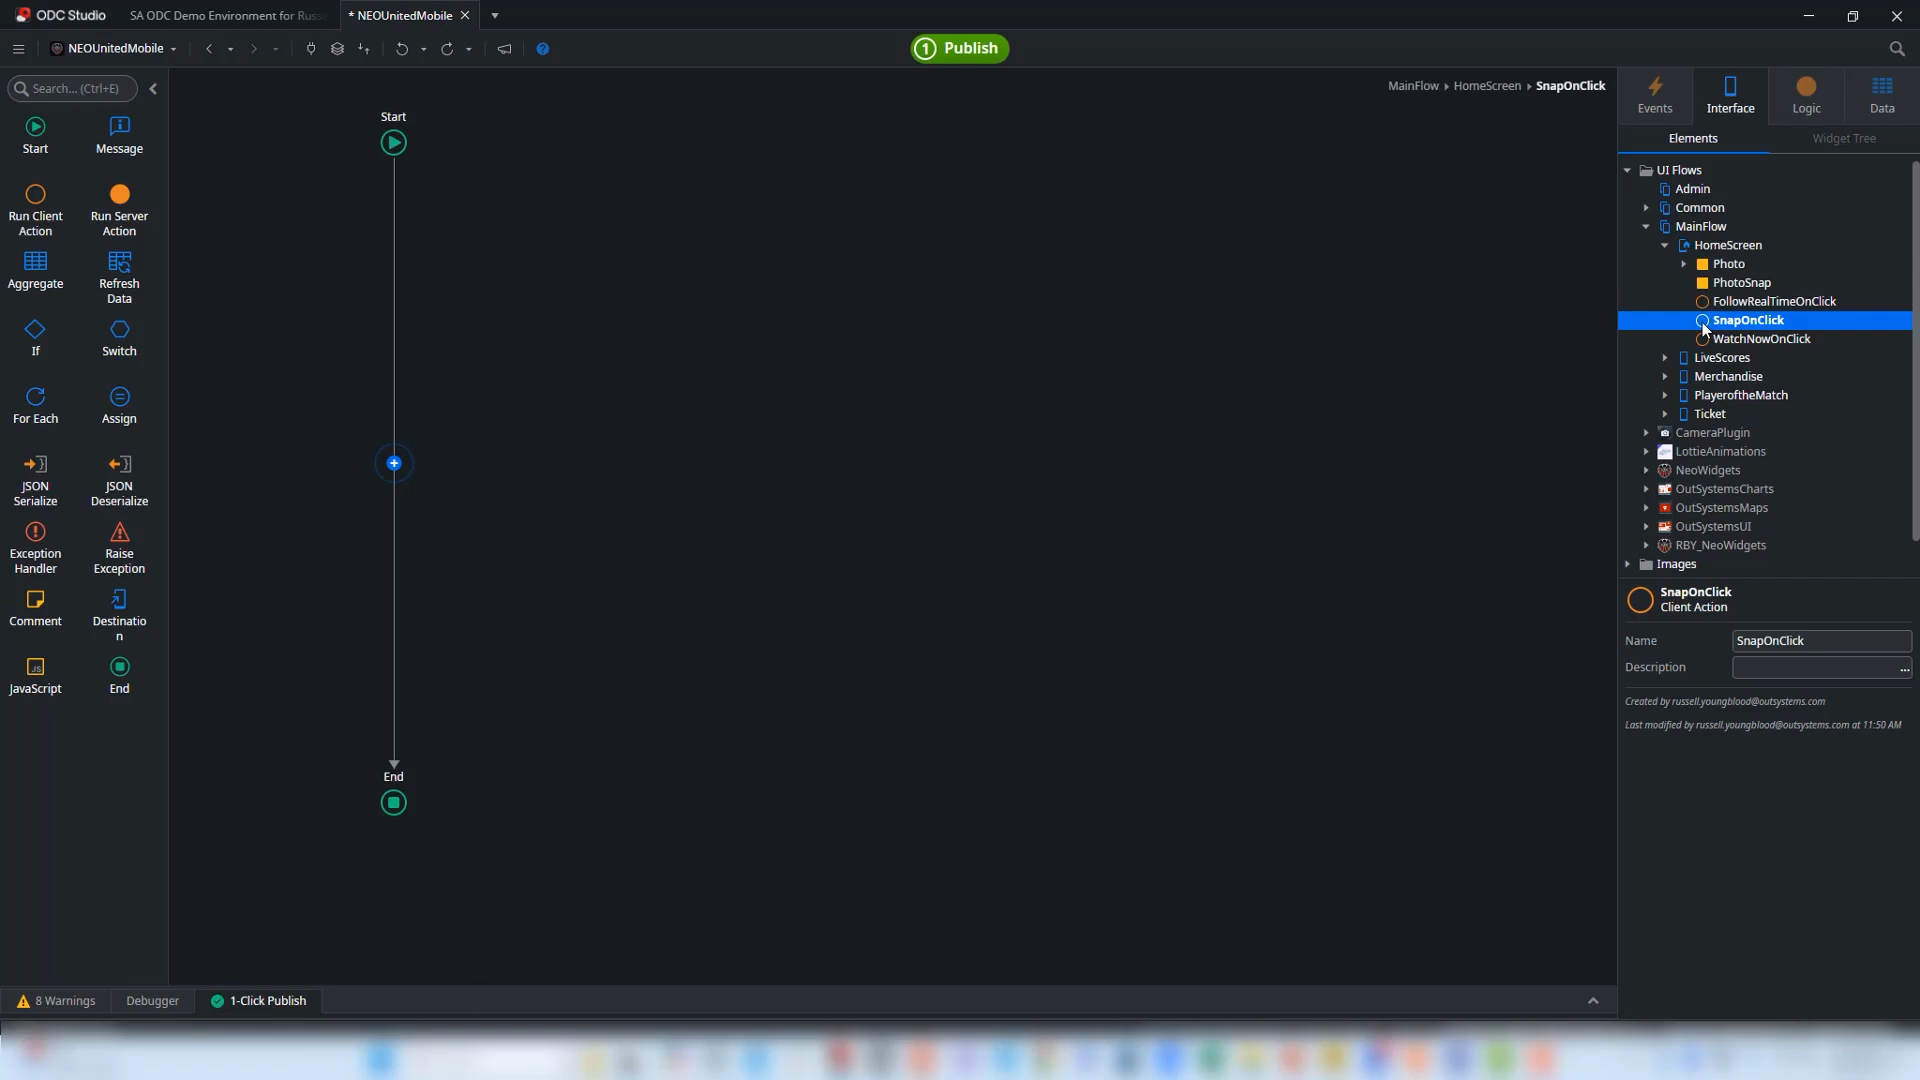 ODC Studio
SA ODC Demo Environment for Russe
* NEOUnitedMobile
NEOUnitedMobile
1 Publish
Search... (Ctrl+E)
Start
Message
Run Client
Action
Run Server
Action
Aggregate
Refresh
Data
If
Switch
For Each
Assign
JSON
Serialize
JSON
Deserialize
Exception
Handler
Raise
Exception
Comment
Destinatio
n
JS
JavaScript
End
MainFlow HomeScreen SnapOnClick
Start
End
Events
Interface
Logic
Data
Elements
Widget Tree
UI Flows
Admin
Common
MainFlow
HomeScreen
Photo
PhotoSnap
FollowRealTimeOnClick
SnapOnClick
WatchNowOnClick
LiveScores
Merchandise
PlayeroftheMatch
Ticket
CameraPlugin
LottieAnimations
NeoWidgets
OutSystemsCharts
OutSystemsMaps
OutSystemsUI
RBY_NeoWidgets
Images
SnapOnClick
Client Action
Name
SnapOnClick
Description
...
Created by russell.youngblood@outsystems.com
Last modified by russell.youngblood@outsystems.com at 11:50 AM
8 Warnings
Debugger
1-Click Publish